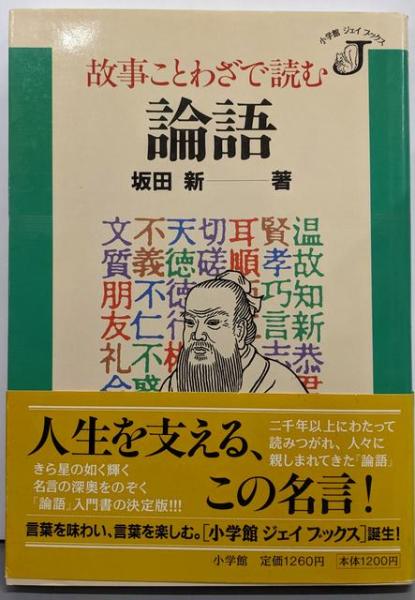 小学館 ジェイ ブックス
J
故事ことわざで読む
論語
坂田 新――著
温故知新恭
賢孝巧言
耳順
切磋
天徳徳行
不義不仁不惑
文質朋友礼
人生を支える、
この名言！
二千年以上にわたって
読みつがれ、人々に
親しまれてきた『論語』
きら星の如く輝く
名言の深奥をのぞく
『論語』入門書の決定版!!!
言葉を味わい、言葉を楽しむ。[小学館 ジェイ ブックス]誕生！
小学館 定価1260円 本体1200円